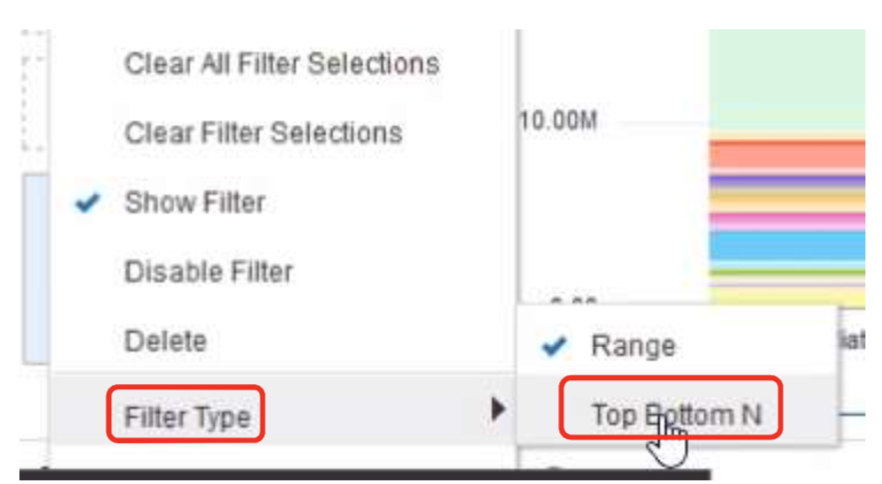 Clear All Filter Selections
Clear Filter Selections
10.00M
Show Filter
Disable Filter
Delete
Range
Filter Type
Top Bottom N